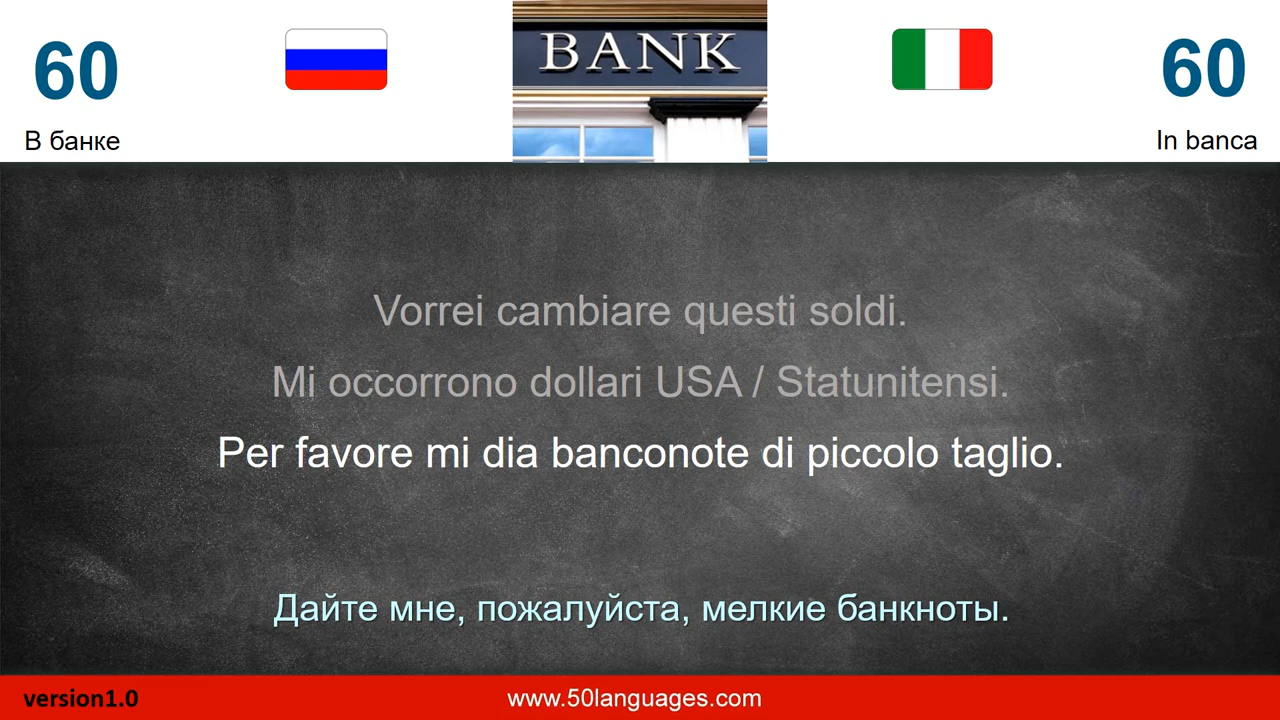 60
В банке
BANK
60
In banca
Vorrei cambiare questi soldi.
Mi occorrono dollari USA / Statunitensi.
Per favore mi dia banconote di piccolo taglio.
Дайте мне, пожалуйста, мелкие банкноты.
version1.0
www.50languages.com